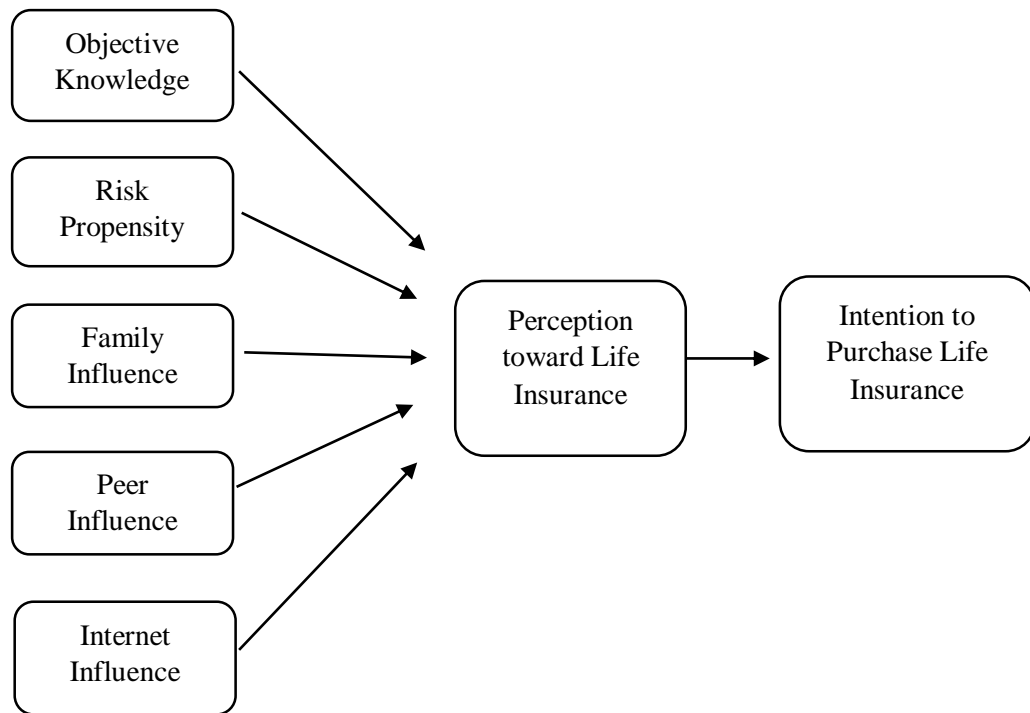 Objective
Knowledge
Risk
Propensity
Family
Influence
Peer
Influence
Internet
Influence
Perception
toward Life
Insurance
Intention to
Purchase Life
Insurance